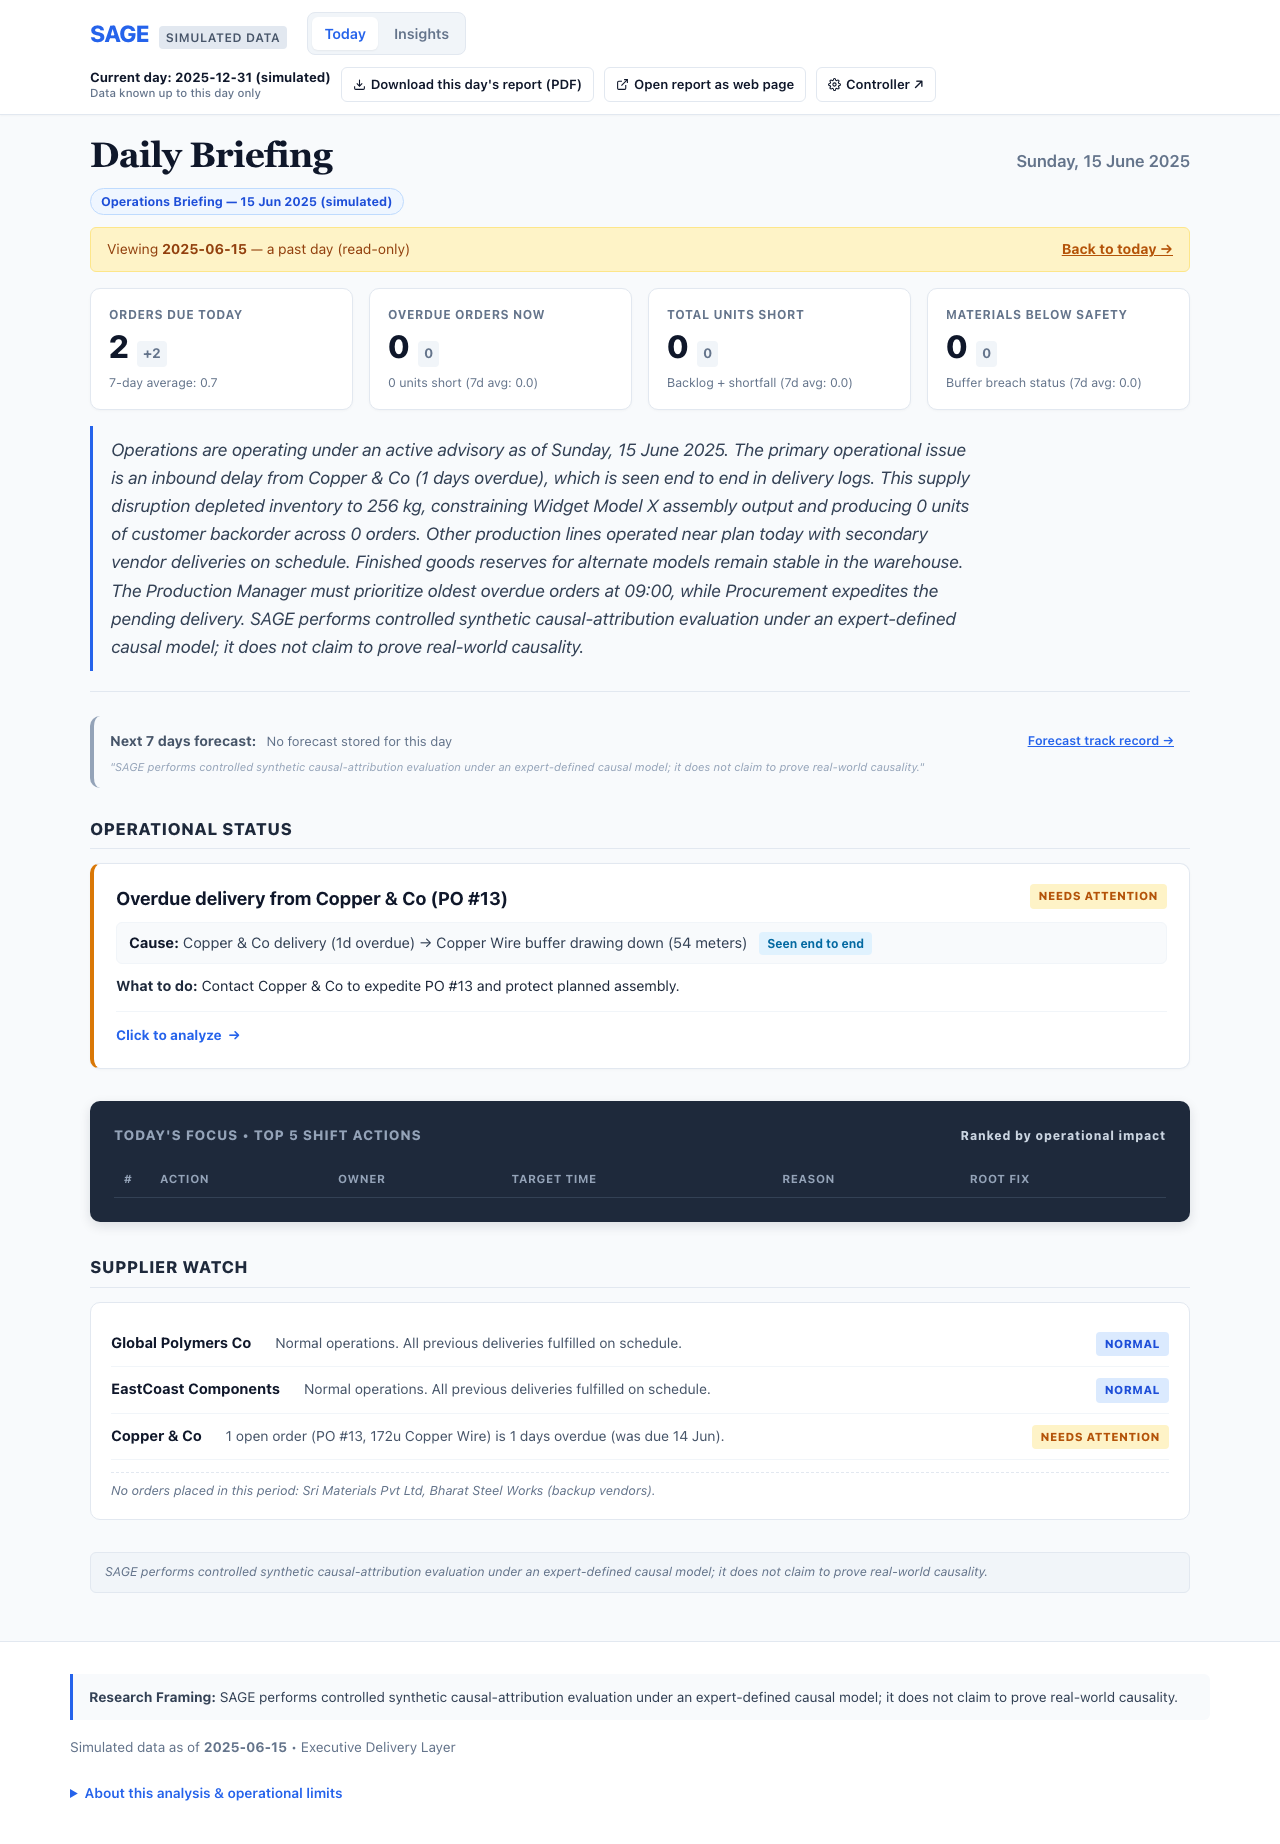 SAGE SIMULATED DATA Today Insights
Current day: 2025-12-31 (simulated)
Data known up to this day only
Download this day's report (PDF) Open report as web page Controller ↗
Daily Briefing
Sunday, 15 June 2025
Operations Briefing — 15 Jun 2025 (simulated)
Viewing 2025-06-15 — a past day (read-only) Back to today →
ORDERS DUE TODAY
2 +2
7-day average: 0.7
OVERDUE ORDERS NOW
0 0
0 units short (7d avg: 0.0)
TOTAL UNITS SHORT
0 0
Backlog + shortfall (7d avg: 0.0)
MATERIALS BELOW SAFETY
0 0
Buffer breach status (7d avg: 0.0)
Operations are operating under an active advisory as of Sunday, 15 June 2025. The primary operational issue
is an inbound delay from Copper & Co (1 days overdue), which is seen end to end in delivery logs. This supply
disruption depleted inventory to 256 kg, constraining Widget Model X assembly output and producing 0 units
of customer backorder across 0 orders. Other production lines operated near plan today with secondary
vendor deliveries on schedule. Finished goods reserves for alternate models remain stable in the warehouse.
The Production Manager must prioritize oldest overdue orders at 09:00, while Procurement expedites the
pending delivery. SAGE performs controlled synthetic causal-attribution evaluation under an expert-defined
causal model; it does not claim to prove real-world causality.
Next 7 days forecast: No forecast stored for this day Forecast track record →
"SAGE performs controlled synthetic causal-attribution evaluation under an expert-defined causal model; it does not claim to prove real-world causality."
OPERATIONAL STATUS
Overdue delivery from Copper & Co (PO #13) NEEDS ATTENTION
Cause: Copper & Co delivery (1d overdue) → Copper Wire buffer drawing down (54 meters) Seen end to end
What to do: Contact Copper & Co to expedite PO #13 and protect planned assembly.
Click to analyze →
TODAY'S FOCUS • TOP 5 SHIFT ACTIONS Ranked by operational impact
# ACTION OWNER TARGET TIME REASON ROOT FIX
SUPPLIER WATCH
Global Polymers Co Normal operations. All previous deliveries fulfilled on schedule. NORMAL
EastCoast Components Normal operations. All previous deliveries fulfilled on schedule. NORMAL
Copper & Co 1 open order (PO #13, 172u Copper Wire) is 1 days overdue (was due 14 Jun). NEEDS ATTENTION
No orders placed in this period: Sri Materials Pvt Ltd, Bharat Steel Works (backup vendors).
SAGE performs controlled synthetic causal-attribution evaluation under an expert-defined causal model; it does not claim to prove real-world causality.
Research Framing: SAGE performs controlled synthetic causal-attribution evaluation under an expert-defined causal model; it does not claim to prove real-world causality.
Simulated data as of 2025-06-15 • Executive Delivery Layer
▶ About this analysis & operational limits